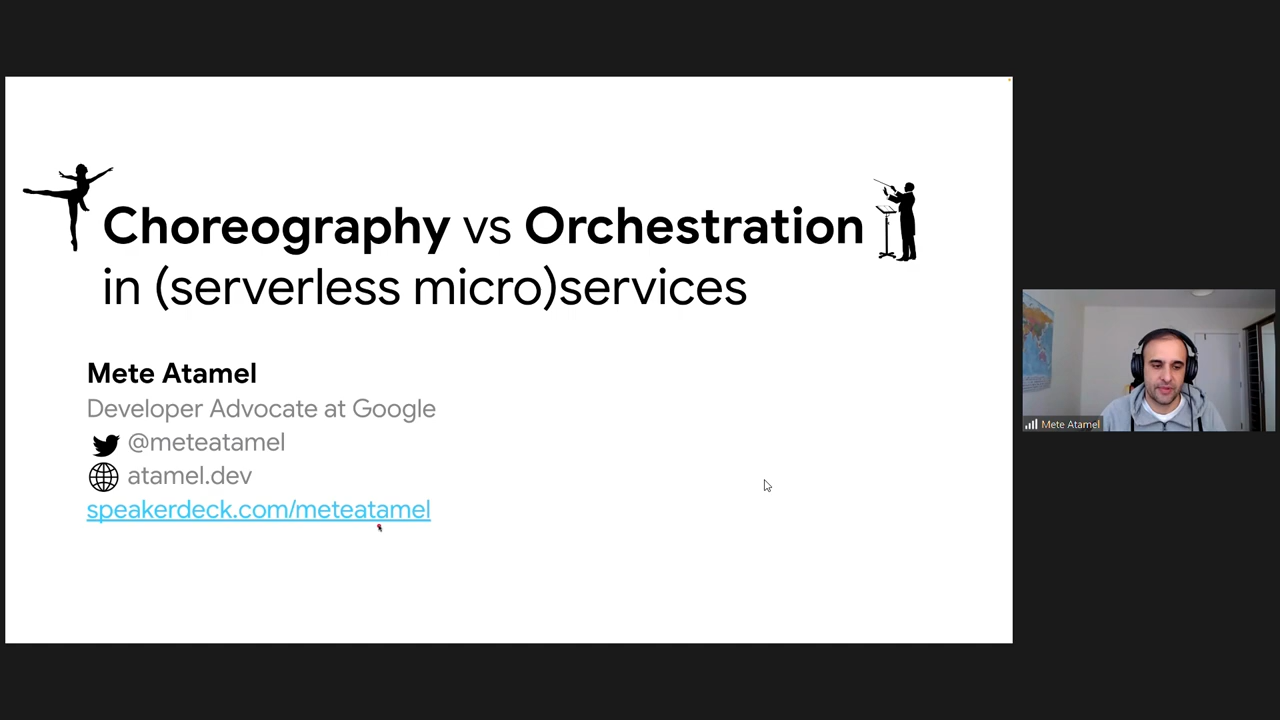 Choreography vs Orchestration
in (serverless micro)services
Mete Atamel
Developer Advocate at Google
@meteatamel
atamel.dev
speakerdeck.com/meteatamel
Mete Atamel